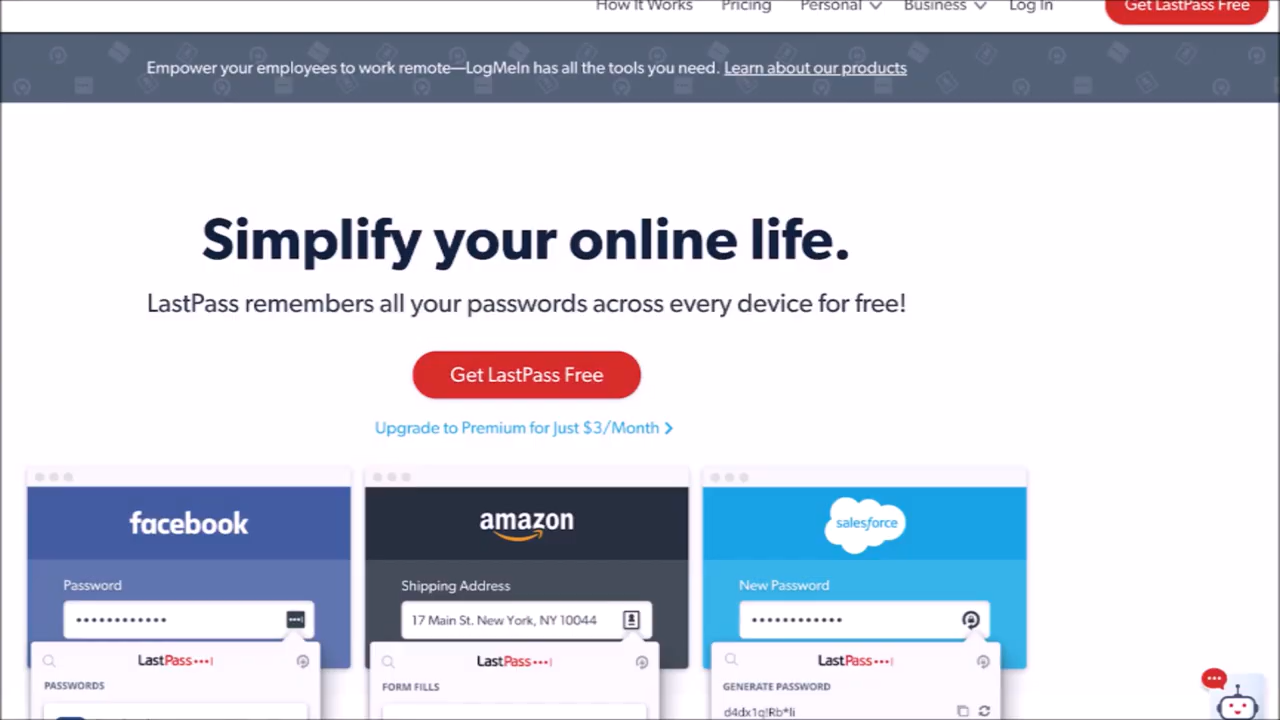 How It Works Pricing Personal Business Log In Get LastPass Free
Empower your employees to work remote—LogMeIn has all the tools you need. Learn about our products
Simplify your online life.
LastPass remembers all your passwords across every device for free!
Get LastPass Free
Upgrade to Premium for Just $3/Month
facebook amazon salesforce
Password Shipping Address New Password
17 Main St. New York, NY 10044
LastPass LastPass LastPass
PASSWORDS FORM FILLS GENERATE PASSWORD
d4dx1q!Rb*li